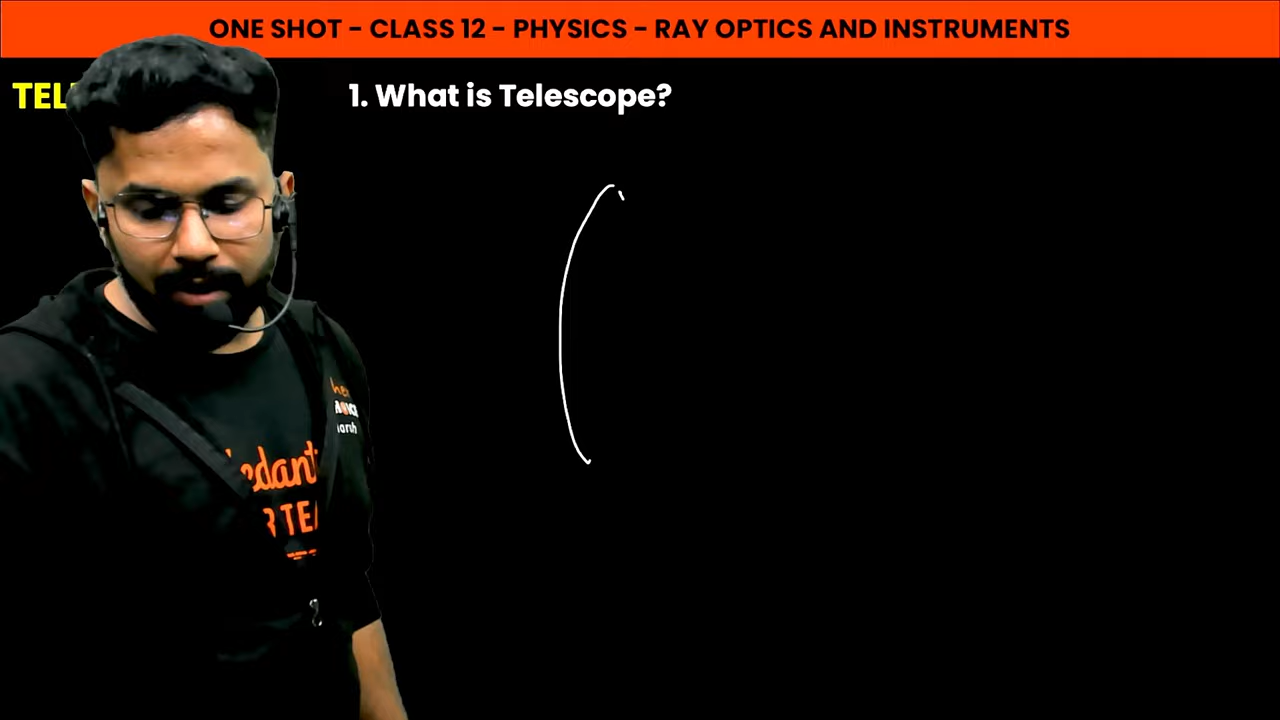 ONE SHOT - CLASS 12 - PHYSICS - RAY OPTICS AND INSTRUMENTS
1. What is Telescope?